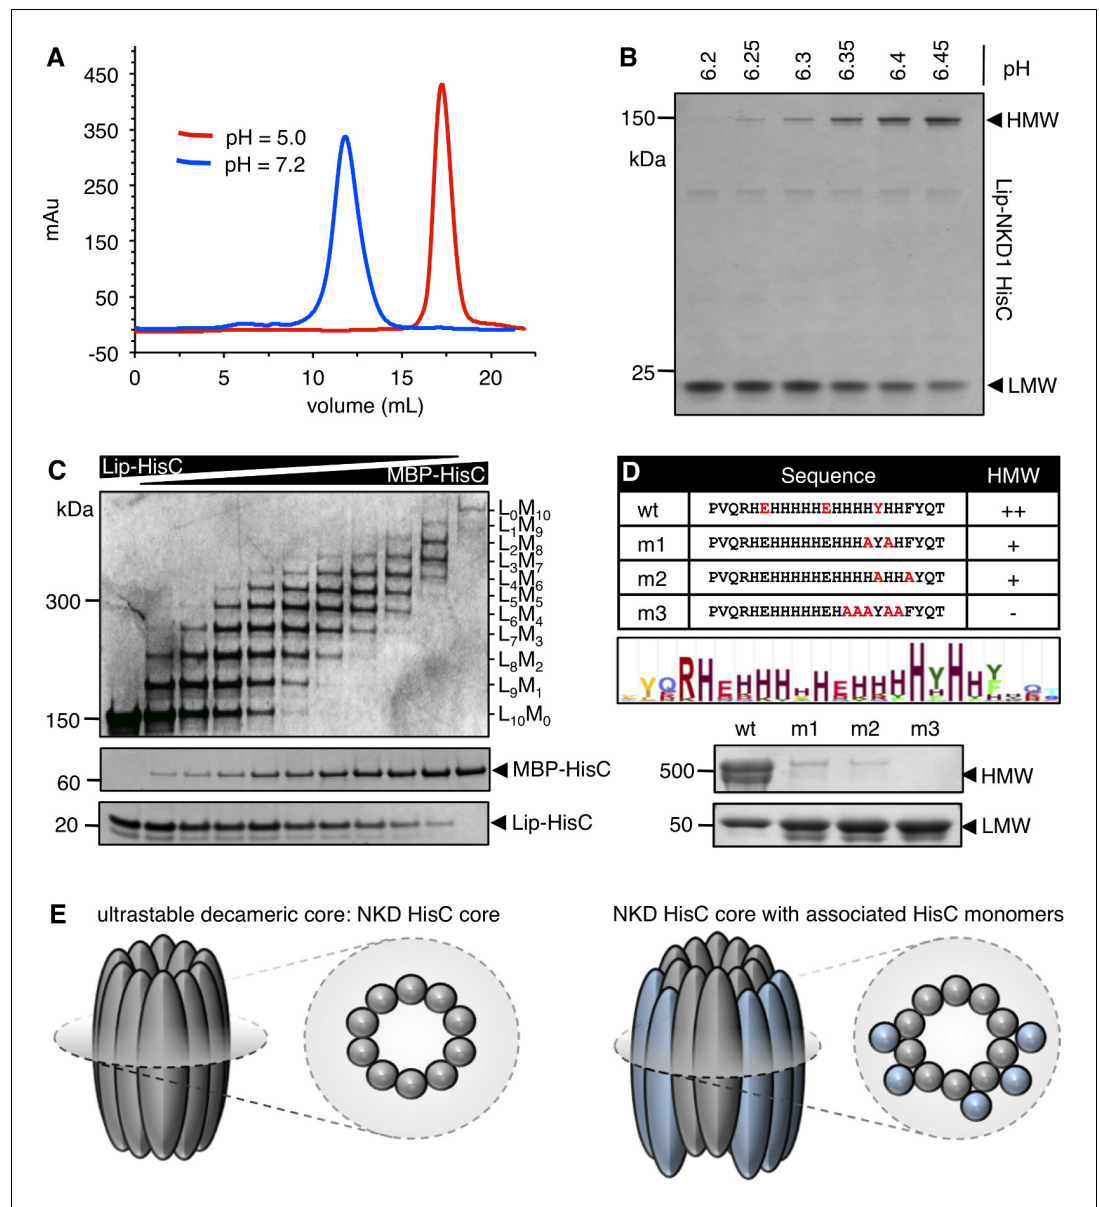 A
mAu
450
350
250
150
50
-50
pH = 5.0
pH = 7.2
0 5 10 15 20
volume (mL)
B
6.2 6.25 6.3 6.35 6.4 6.45 pH
150
kDa
25
HMW
LMW
Lip-NKD1 HisC
C
Lip-HisC
MBP-HisC
kDa
300
150
L0M10
L1M9
L2M8
L3M7
L4M6
L5M5
L6M4
L7M3
L8M2
L9M1
L10M0
60
MBP-HisC
20
Lip-HisC
D
Sequence HMW
wt PVQRHEHHHHHEHHHHYHHFYQT ++
m1 PVQRHEHHHHHEHHHAYAHFYQT +
m2 PVQRHEHHHHHEHHHHAHHAYQT +
m3 PVQRHEHHHHHEHAAAYAAFYQT -
YQRHEHHHHHEHHHHYHHY
wt m1 m2 m3
500
HMW
50
LMW
E
ultrastable decameric core: NKD HisC core
NKD HisC core with associated HisC monomers